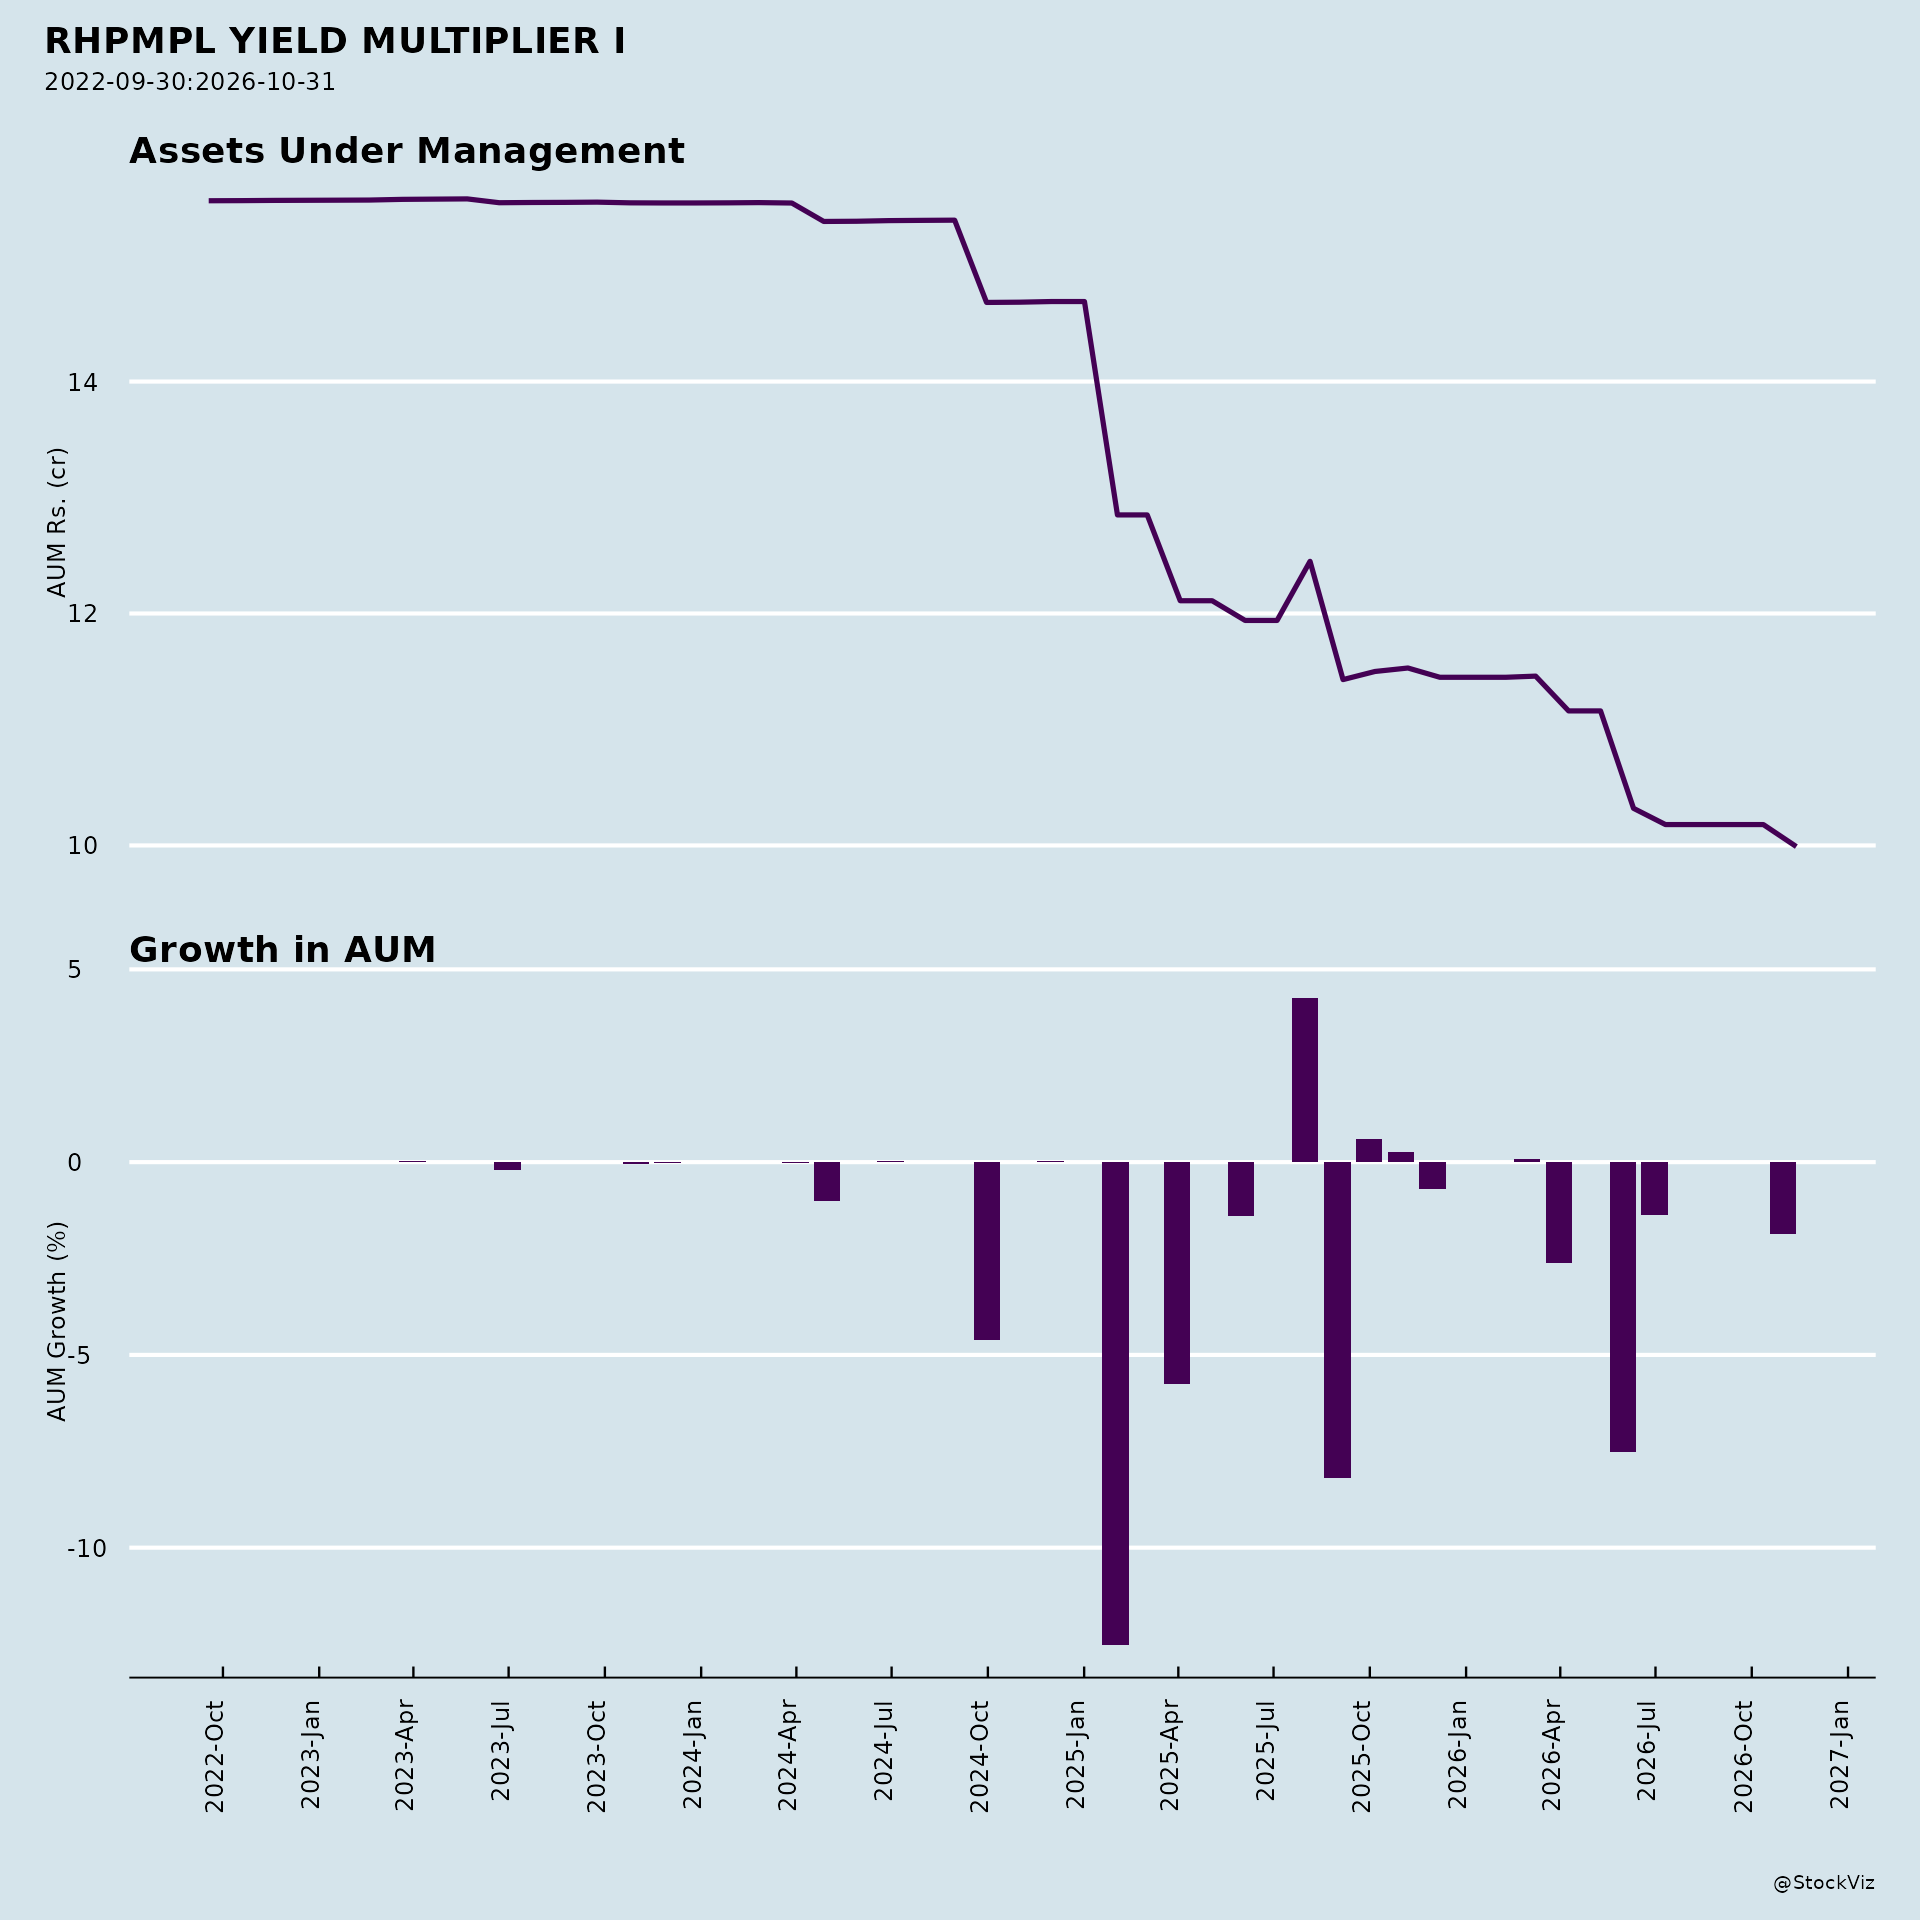 RHPMPL YIELD MULTIPLIER I
2022-09-30:2026-10-31
Assets Under Management
14
12
10
AUM Rs. (cr)
Growth in AUM
5
0
-5
-10
AUM Growth (%)
2022-Oct
2023-Jan
2023-Apr
2023-Jul
2023-Oct
2024-Jan
2024-Apr
2024-Jul
2024-Oct
2025-Jan
2025-Apr
2025-Jul
2025-Oct
2026-Jan
2026-Apr
2026-Jul
2026-Oct
2027-Jan
@StockViz